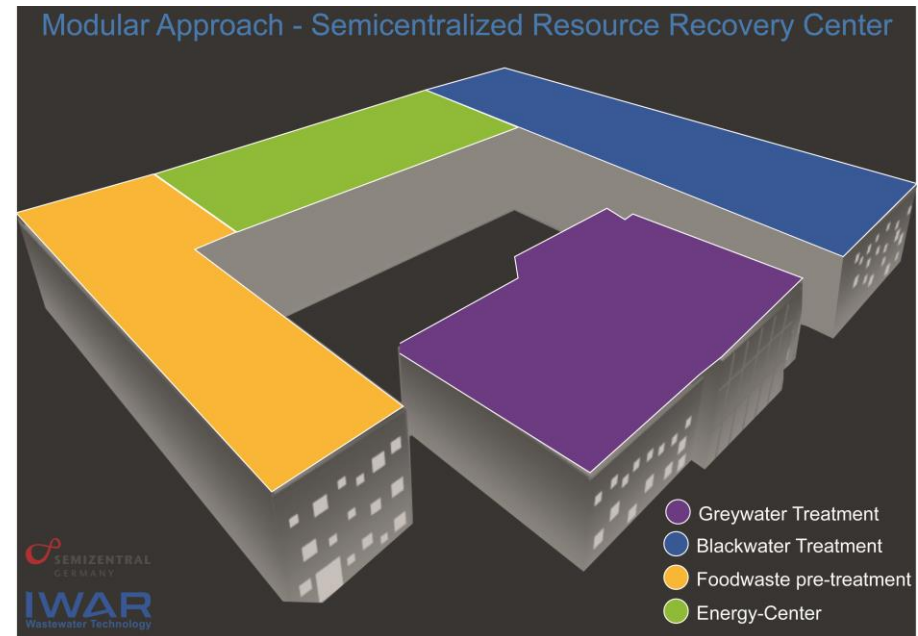 Modular Approach - Semicentralized Resource Recovery Center
Greywater Treatment
Blackwater Treatment
Foodwaste pre-treatment
Energy-Center
SEMIZENTRAL
GERMANY
IWAR
Wastewater Technology